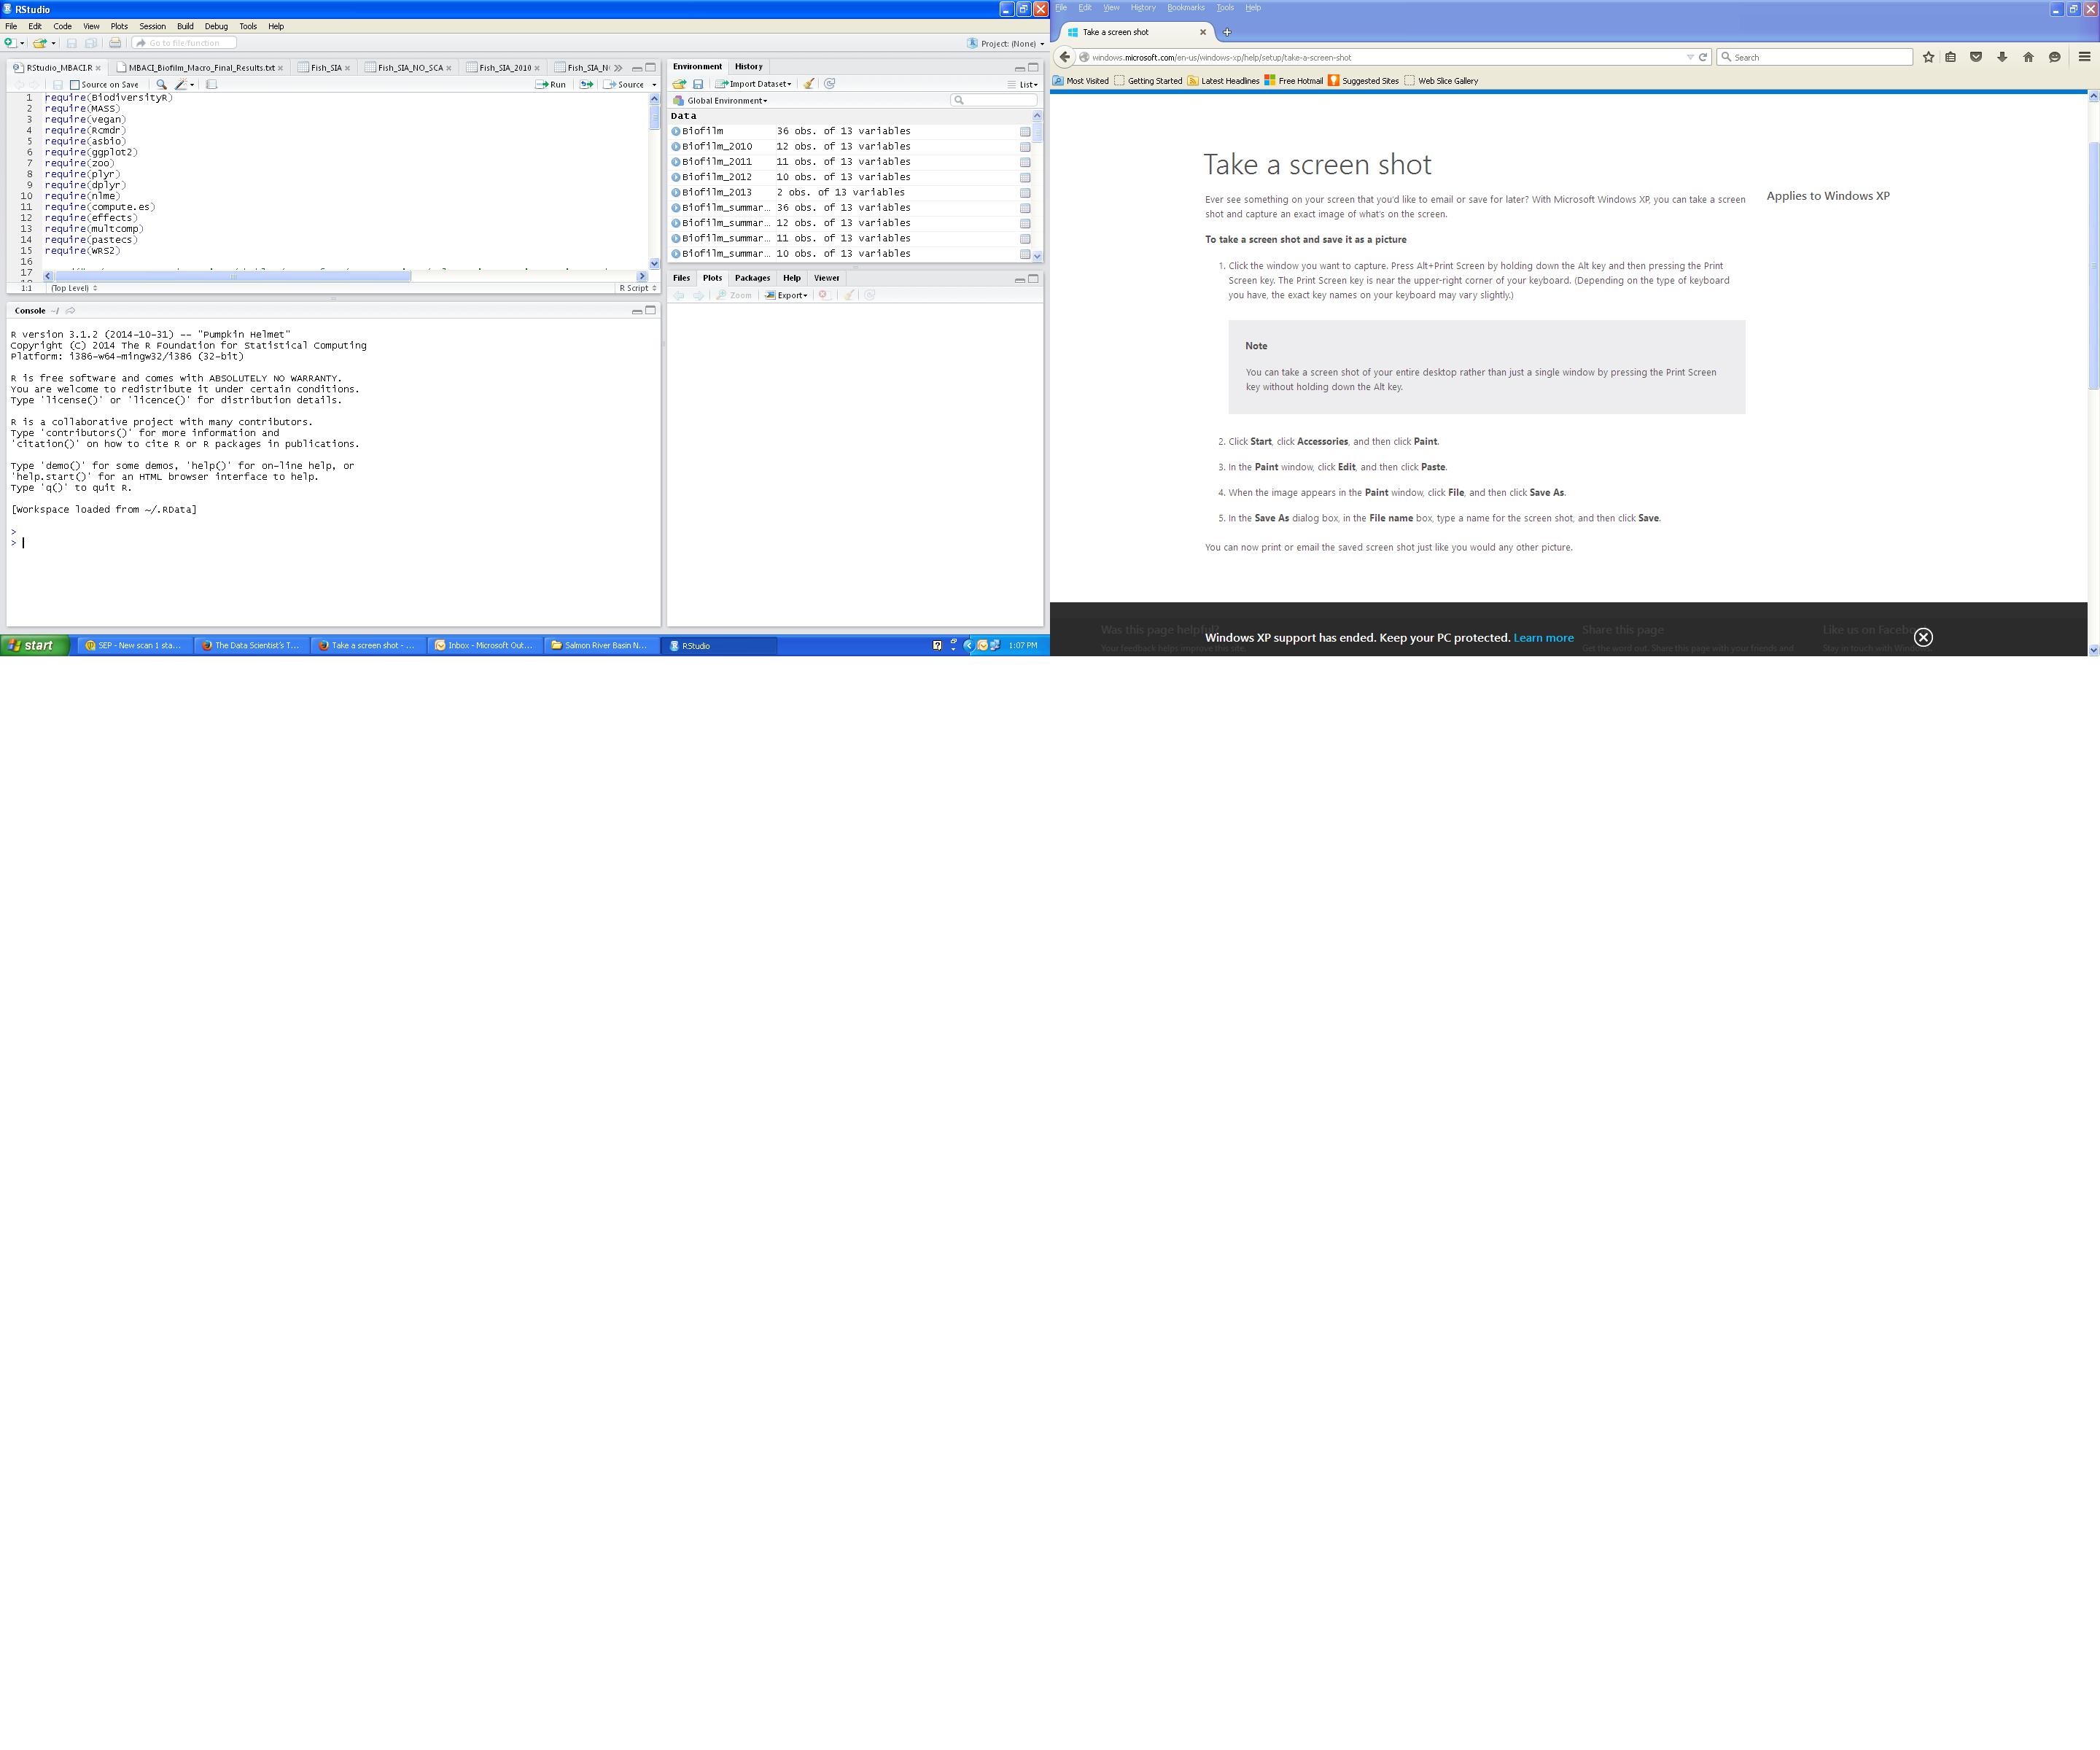 RStudio
File Edit Code View Plots Session Build Debug Tools Help
Go to file/function
Project: (None)
RStudio_MBACI.R MBACI_Biofilm_Macro_Final_Results.txt Fish_SIA Fish_SIA_NO_SCA Fish_SIA_2010 Fish_SIA_N
Source on Save Run Source
1 require(BiodiversityR)
2 require(MASS)
3 require(vegan)
4 require(Rcmdr)
5 require(asbio)
6 require(ggplot2)
7 require(zoo)
8 require(plyr)
9 require(dplyr)
10 require(nlme)
11 require(compute.es)
12 require(effects)
13 require(multcomp)
14 require(pastecs)
15 require(WRS2)
16
17
1:1 (Top Level) R Script
Console ~/
R version 3.1.2 (2014-10-31) -- "Pumpkin Helmet"
Copyright (C) 2014 The R Foundation for Statistical Computing
Platform: i386-w64-mingw32/i386 (32-bit)
R is free software and comes with ABSOLUTELY NO WARRANTY.
You are welcome to redistribute it under certain conditions.
Type 'license()' or 'licence()' for distribution details.
R is a collaborative project with many contributors.
Type 'contributors()' for more information and
'citation()' on how to cite R or R packages in publications.
Type 'demo()' for some demos, 'help()' for on-line help, or
'help.start()' for an HTML browser interface to help.
Type 'q()' to quit R.
[Workspace loaded from ~/.RData]
>
>
Environment History
Import Dataset List
Global Environment
Data
Biofilm 36 obs. of 13 variables
Biofilm_2010 12 obs. of 13 variables
Biofilm_2011 11 obs. of 13 variables
Biofilm_2012 10 obs. of 13 variables
Biofilm_2013 2 obs. of 13 variables
Biofilm_summar… 36 obs. of 13 variables
Biofilm_summar… 12 obs. of 13 variables
Biofilm_summar… 11 obs. of 13 variables
Biofilm_summar… 10 obs. of 13 variables
Files Plots Packages Help Viewer
Zoom Export
start SEP - New scan 1 sta... The Data Scientist's T... Take a screen shot - ... Inbox - Microsoft Out... Salmon River Basin N... RStudio 1:07 PM
File Edit View History Bookmarks Tools Help
Take a screen shot
windows.microsoft.com/en-us/windows-xp/help/setup/take-a-screen-shot Search
Most Visited Getting Started Latest Headlines Free Hotmail Suggested Sites Web Slice Gallery
Take a screen shot
Ever see something on your screen that you'd like to email or save for later? With Microsoft Windows XP, you can take a screen
shot and capture an exact image of what's on the screen.
Applies to Windows XP
To take a screen shot and save it as a picture
1. Click the window you want to capture. Press Alt+Print Screen by holding down the Alt key and then pressing the Print
Screen key. The Print Screen key is near the upper-right corner of your keyboard. (Depending on the type of keyboard
you have, the exact key names on your keyboard may vary slightly.)
Note
You can take a screen shot of your entire desktop rather than just a single window by pressing the Print Screen
key without holding down the Alt key.
2. Click Start, click Accessories, and then click Paint.
3. In the Paint window, click Edit, and then click Paste.
4. When the image appears in the Paint window, click File, and then click Save As.
5. In the Save As dialog box, in the File name box, type a name for the screen shot, and then click Save.
You can now print or email the saved screen shot just like you would any other picture.
Was this page helpful? Share this page Like us on Facebo
Windows XP support has ended. Keep your PC protected. Learn more
Your feedback helps improve this site. Get the word out. Share this page with your friends and Stay in touch with Windo